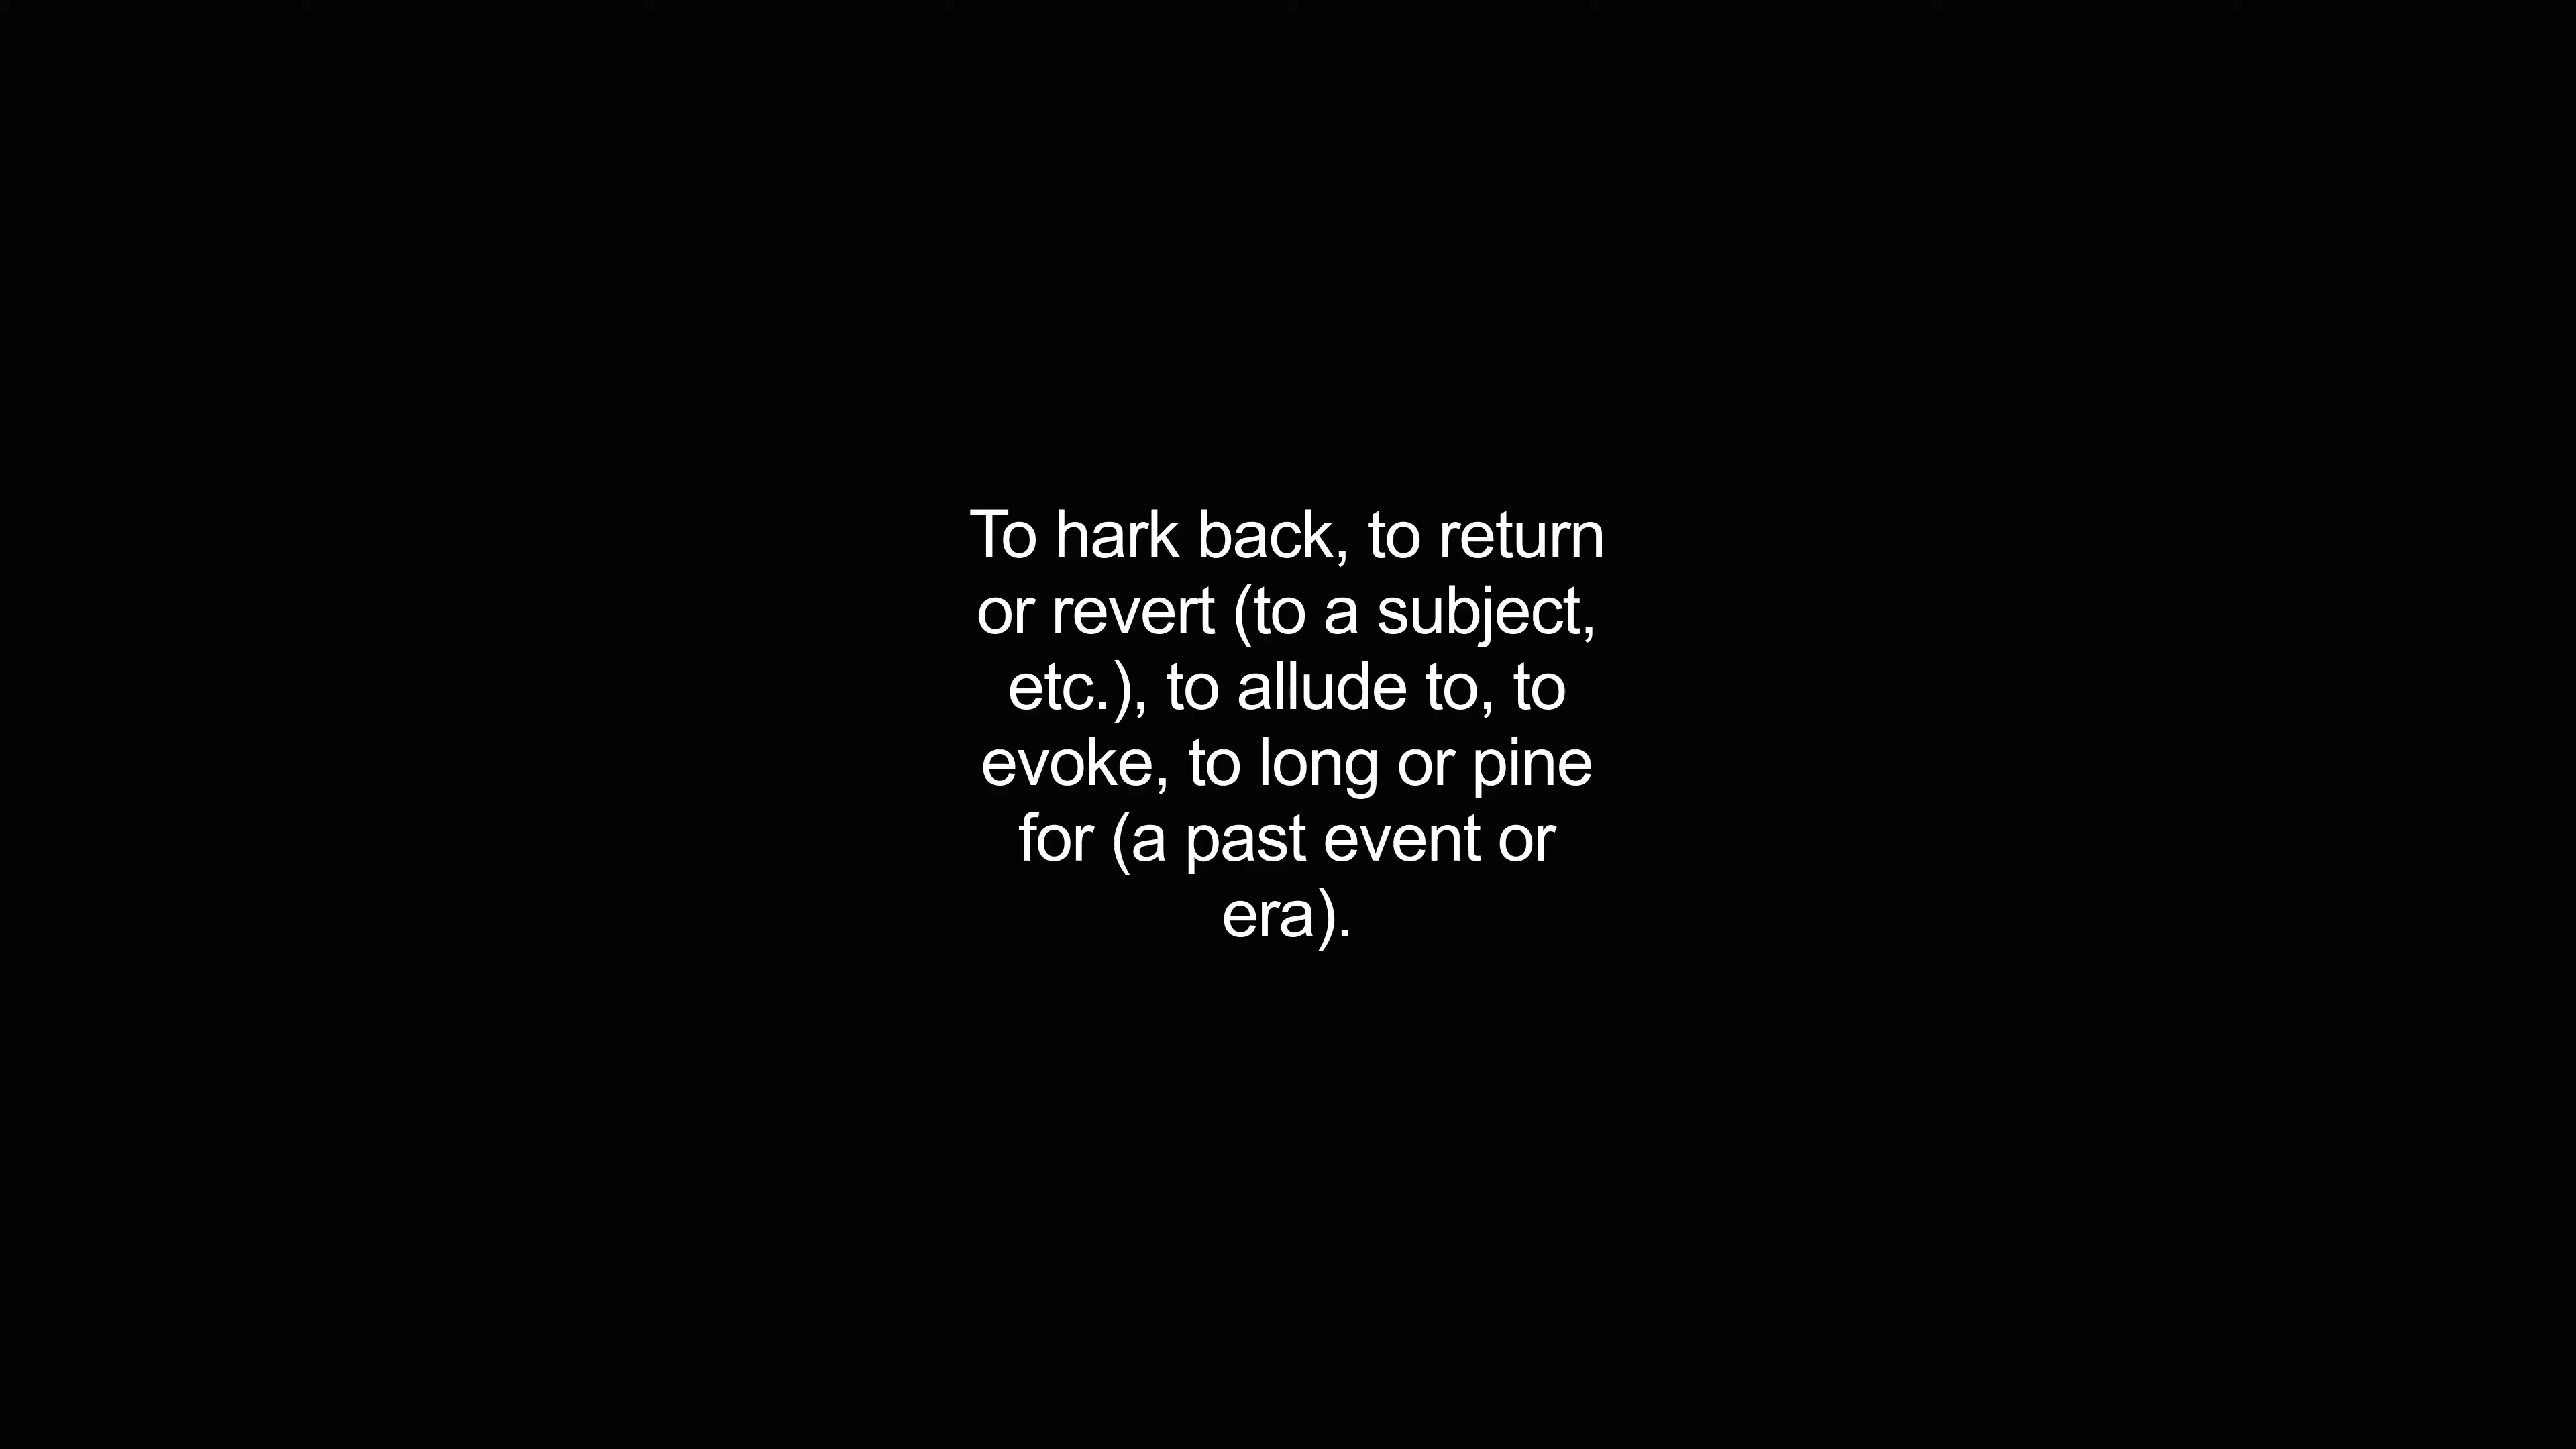 To hark back, to return
or revert (to a subject,
etc.), to allude to, to
evoke, to long or pine
for (a past event or
era).